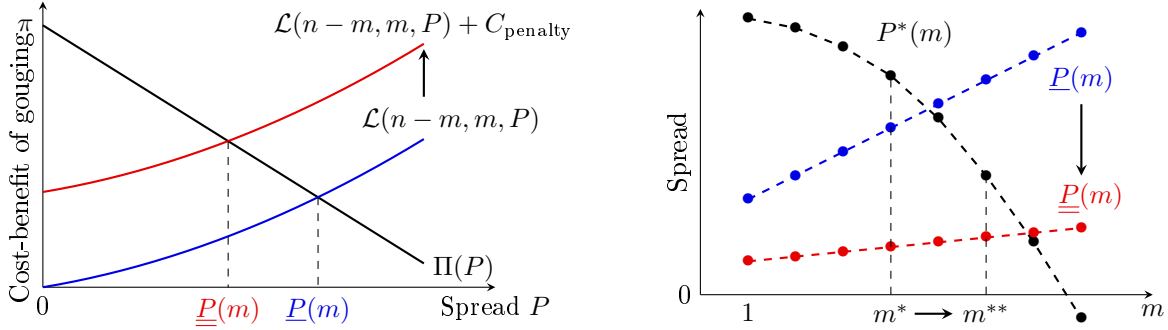 Cost-benefit of gouging
π
𝓛(n − m, m, P) + C_penalty
𝓛(n − m, m, P)
Π(P)
0
P̳(m)
P̲(m)
Spread P
Spread
P*(m)
P̲(m)
P̳(m)
0
1
m* → m**
m